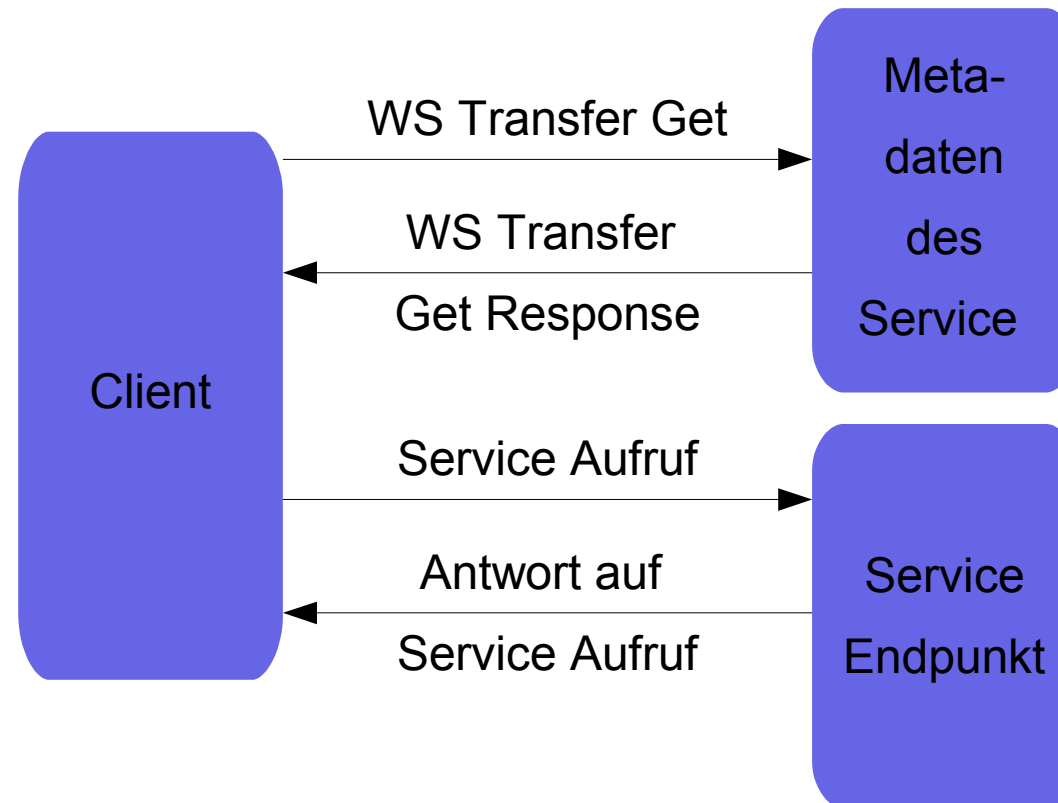 Client
WS Transfer Get
WS Transfer
Get Response
Meta-
daten
des
Service
Service Aufruf
Antwort auf
Service Aufruf
Service
Endpunkt